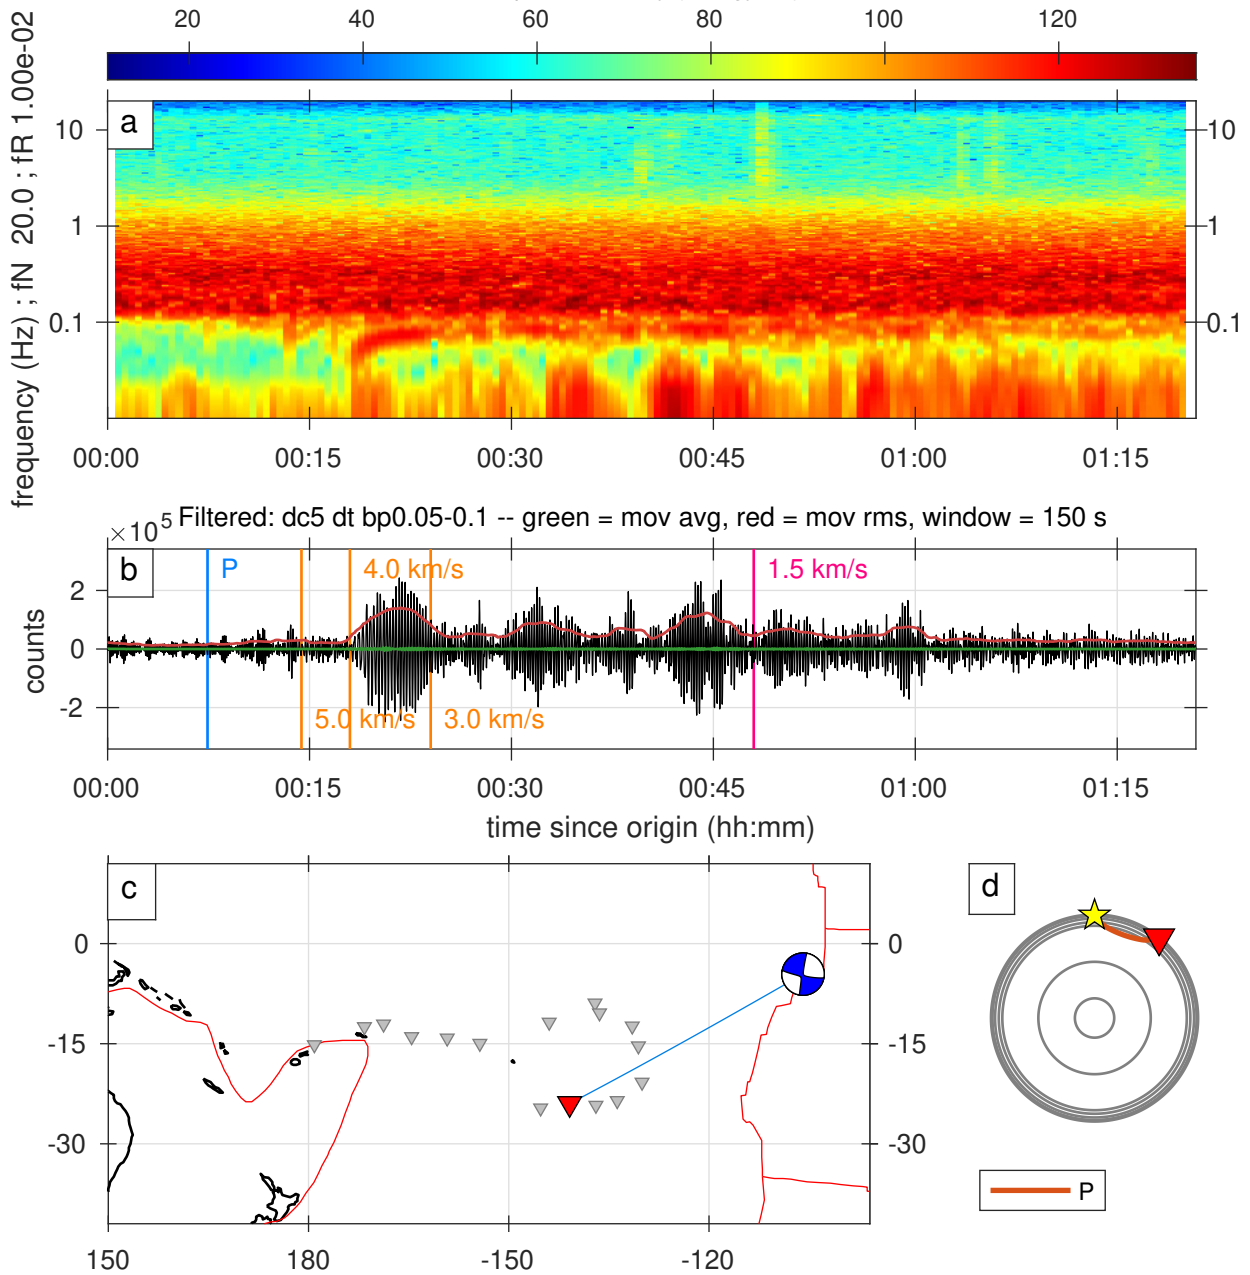 20 40 60 80 100 120
frequency (Hz) ; fN 20.0 ; fR 1.00e-02
a
10 10
1 1
0.1 0.1
00:00 00:15 00:30 00:45 01:00 01:15
×10⁵ Filtered: dc5 dt bp0.05-0.1 -- green = mov avg, red = mov rms, window = 150 s
b
P 4.0 km/s 1.5 km/s
counts
2
0
-2
5.0 km/s 3.0 km/s
00:00 00:15 00:30 00:45 01:00 01:15
time since origin (hh:mm)
c
d
0 0
-15 -15
-30 -30
150 180 -150 -120
P